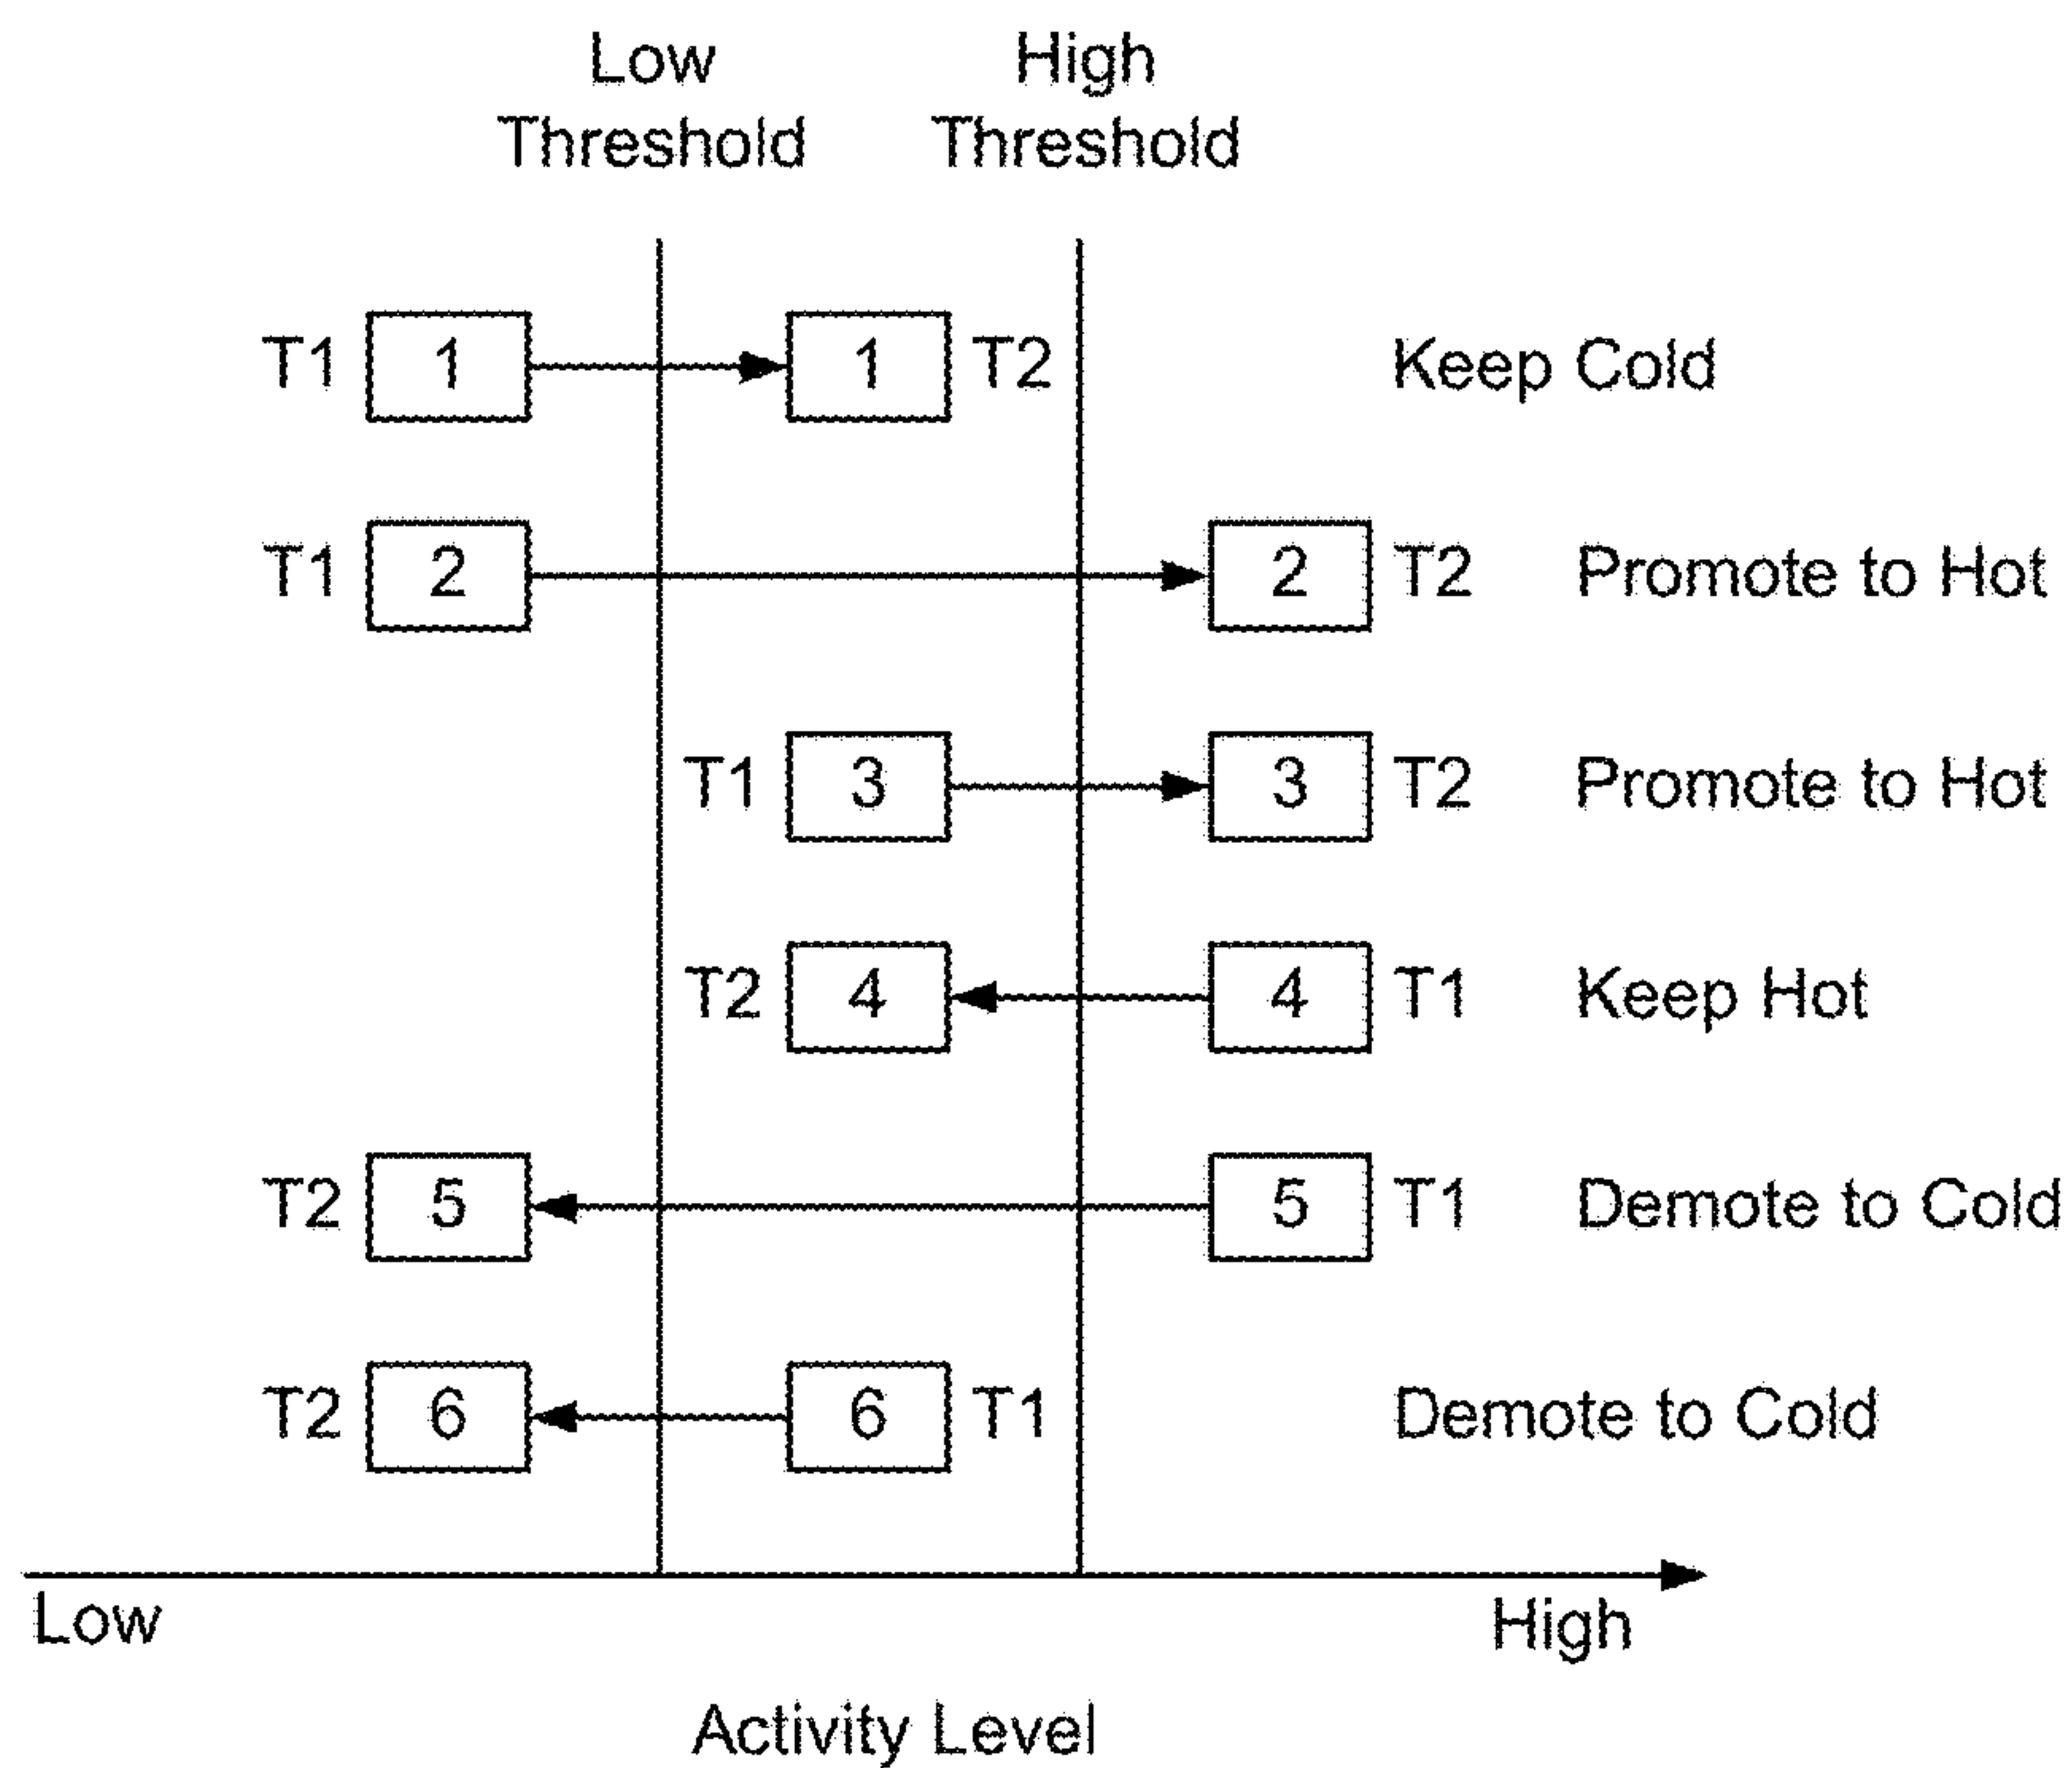 Low
Threshold
High
Threshold
T1 1 1 T2 Keep Cold
T1 2 2 T2 Promote to Hot
T1 3 3 T2 Promote to Hot
T2 4 4 T1 Keep Hot
T2 5 5 T1 Demote to Cold
T2 6 6 T1 Demote to Cold
Low High
Activity Level